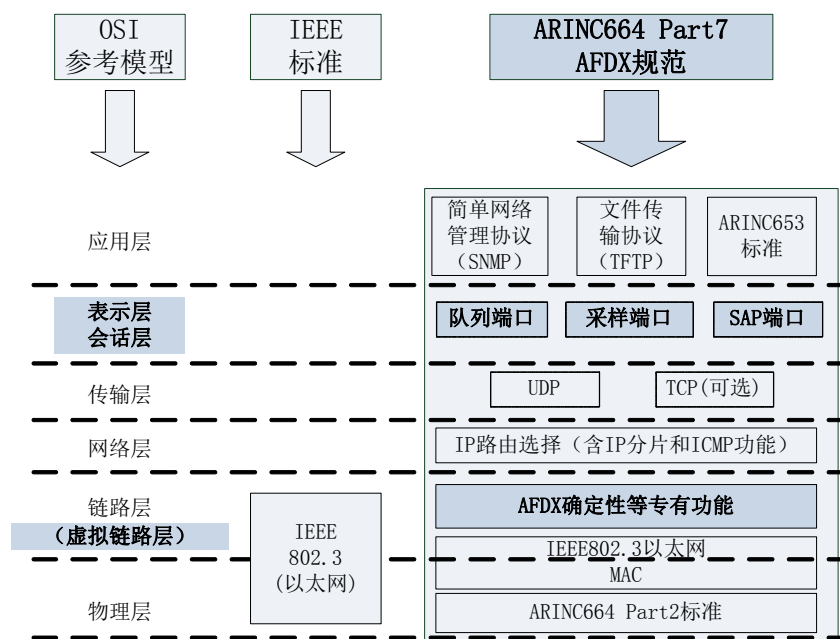 OSI
参考模型
IEEE
标准
ARINC664 Part7
AFDX规范
应用层
简单网络
管理协议
（SNMP）
文件传
输协议
（TFTP）
ARINC653
标准
表示层
会话层
队列端口
采样端口
SAP端口
传输层
UDP
TCP(可选)
网络层
IP路由选择（含IP分片和ICMP功能）
链路层
（虚拟链路层）
IEEE
802.3
(以太网)
AFDX确定性等专有功能
IEEE802.3以太网
MAC
物理层
ARINC664 Part2标准